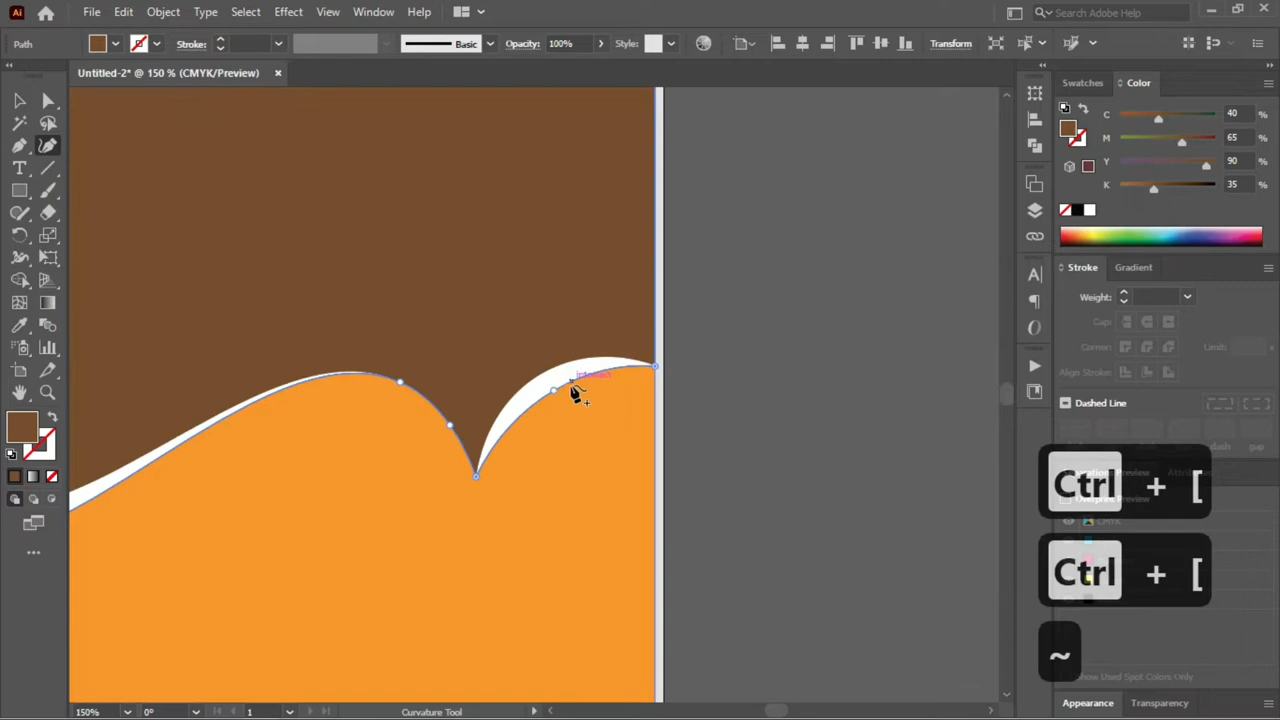 Ai File Edit Object Type Select Effect View Window Help Search Adobe Help
Path Stroke: Basic Opacity: 100% Style: Transform
Untitled-2* @ 150 % (CMYK/Preview)
Swatches Color
C 40 %
M 65 %
Y 90 %
K 35 %
Stroke Gradient
Weight:
Cap:
Corner: Limit:
Align Stroke:
intersect
Dashed Line
dash gap
Ctrl + [
CMYK
Ctrl + [
~
Show Used Spot Colors Only
Appearance Transparency
150% 0° 1 Curvature Tool